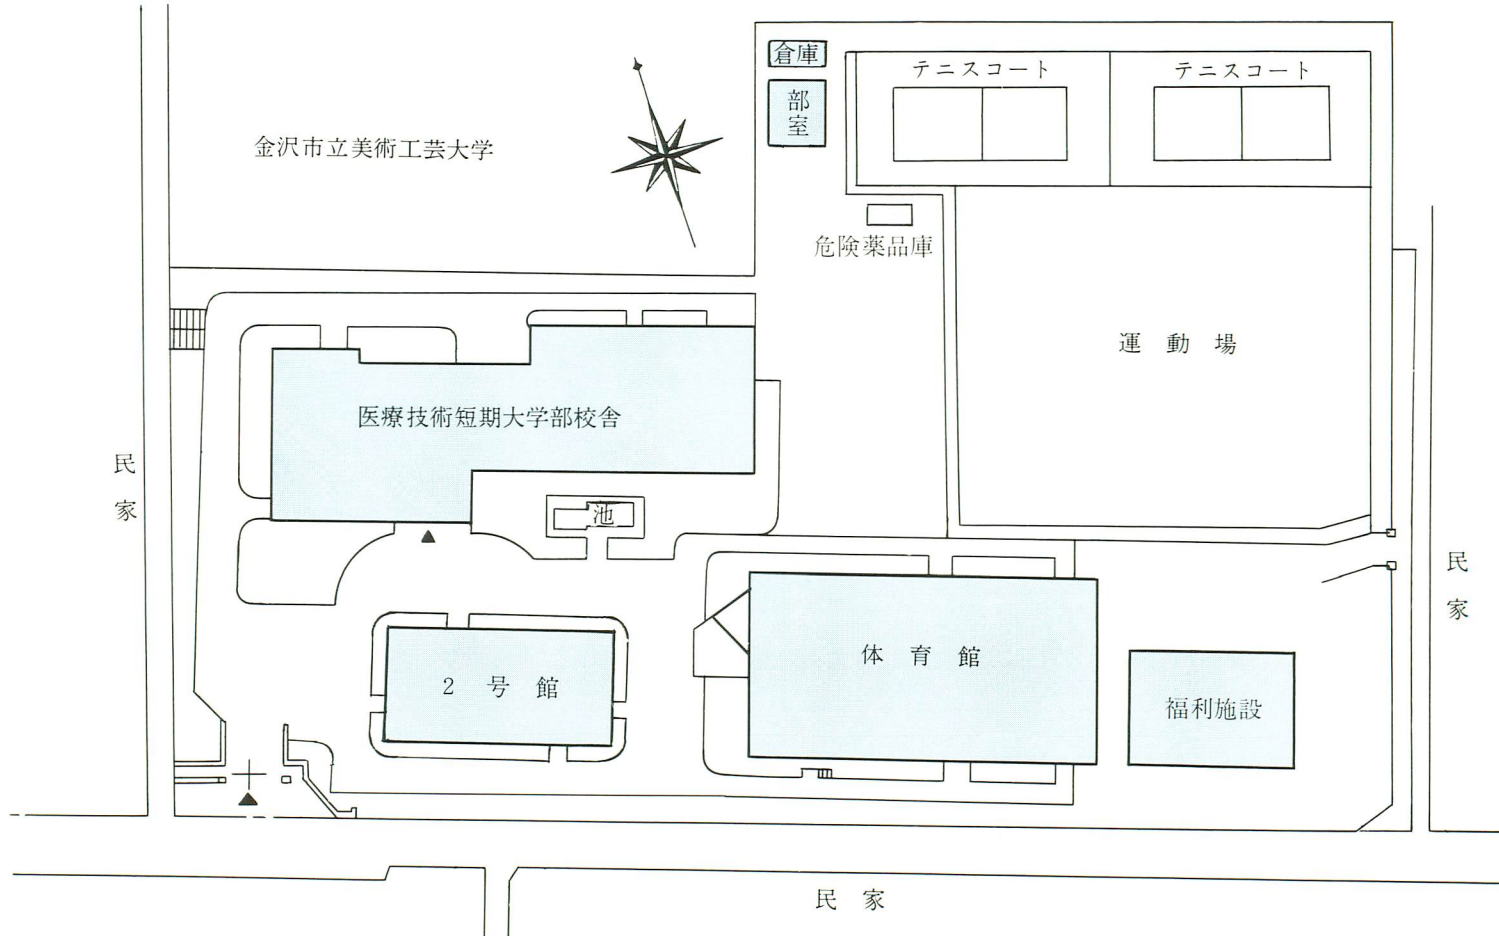 倉庫
テニスコート
テニスコート
部室
金沢市立美術工芸大学
危険薬品庫
運動場
医療技術短期大学部校舎
民家
池
民家
体育館
2号館
福利施設
民家